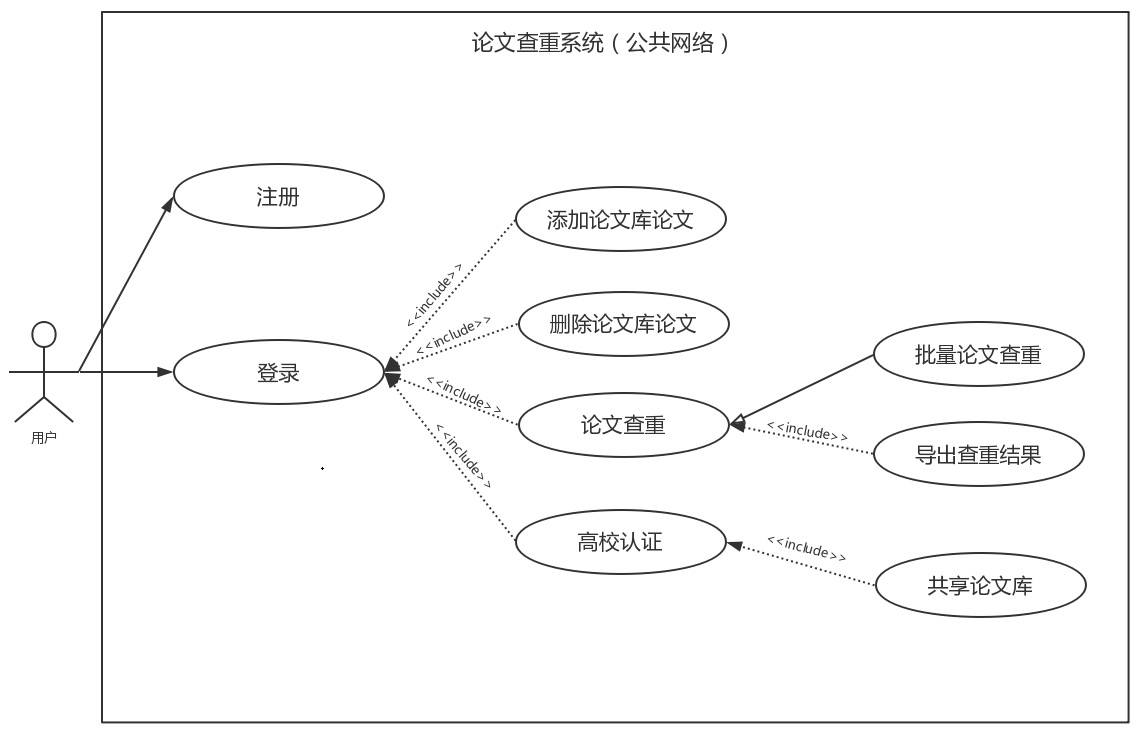 论文查重系统（公共网络）
注册
添加论文库论文
<<include>>
删除论文库论文
<<include>>
批量论文查重
登录
<<include>>
论文查重
<<include>>
导出查重结果
用户
<<include>>
高校认证
<<include>>
共享论文库